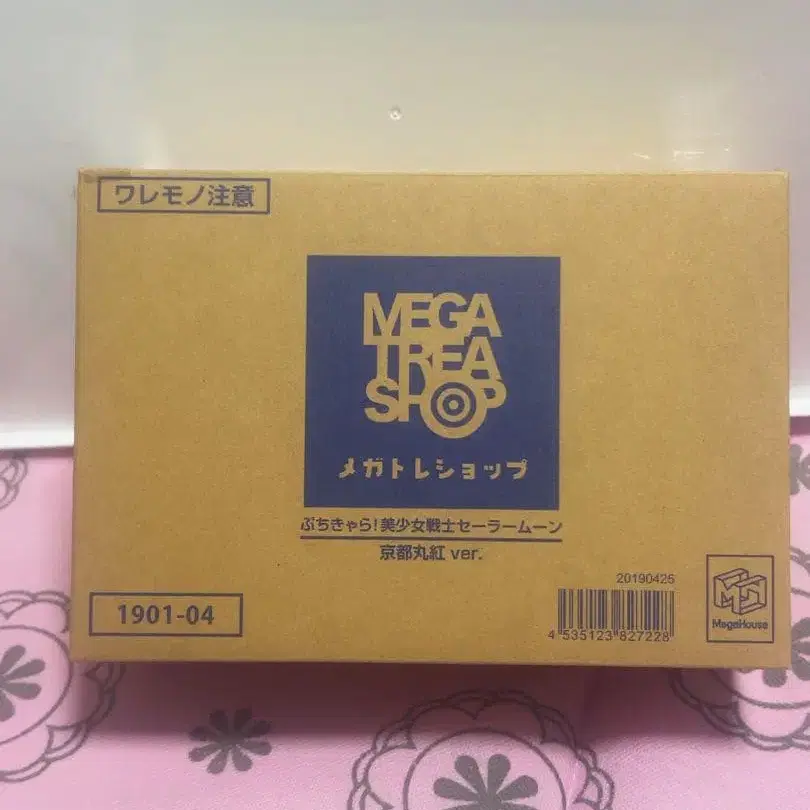 ワレモノ注意
MEGA
TREA
SHOP
メガトレショップ
ぷちきゃら!美少女戦士セーラームーン
京都丸紅 ver.
1901-04
20190425
4 535123 827228
MegaHouse